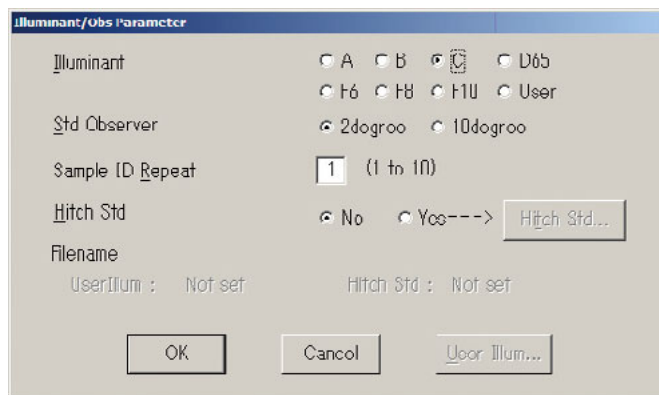 Illuminant/Obs Parameter
Illuminant A B C D65
F6 F8 F10 User
Std Observer 2degree 10degree
Sample ID Repeat 1 (1 to 10)
Hitch Std No Yes---> Hitch Std...
Filename
UserIllum : Not set Hitch Std : Not set
OK Cancel User Illum...